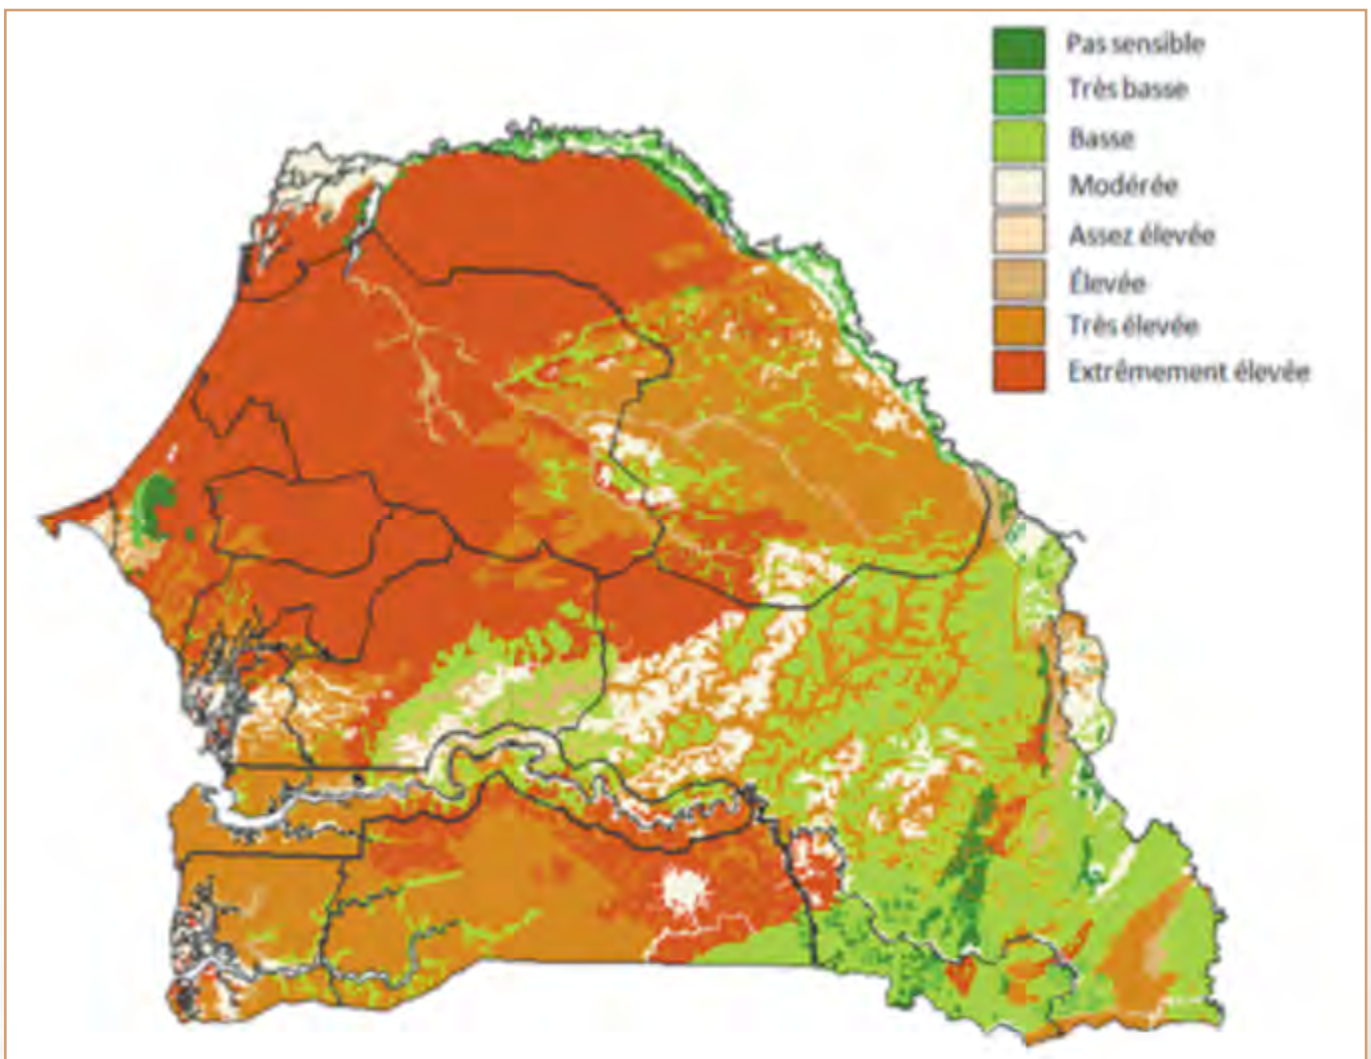 Pas sensible
Très basse
Basse
Modérée
Assez élevée
Élevée
Très élevée
Extrêmement élevée